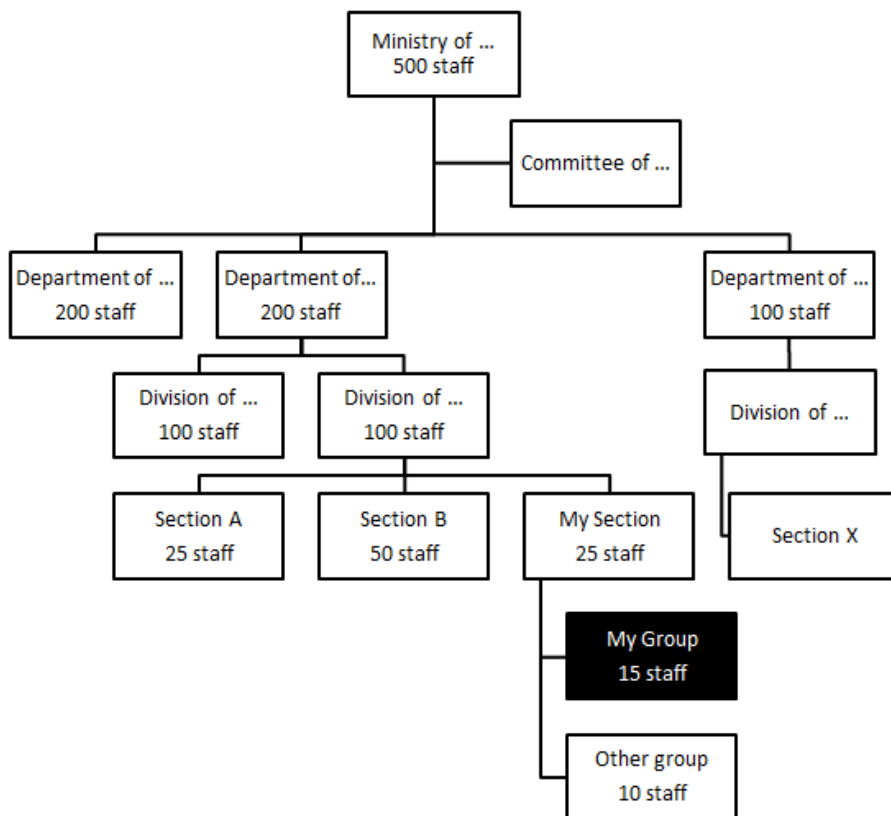 Ministry of ...
500 staff
Committee of ...
Department of ...
200 staff
Department of...
200 staff
Department of ...
100 staff
Division of ...
100 staff
Division of ...
100 staff
Division of ...
Section A
25 staff
Section B
50 staff
My Section
25 staff
Section X
My Group
15 staff
Other group
10 staff